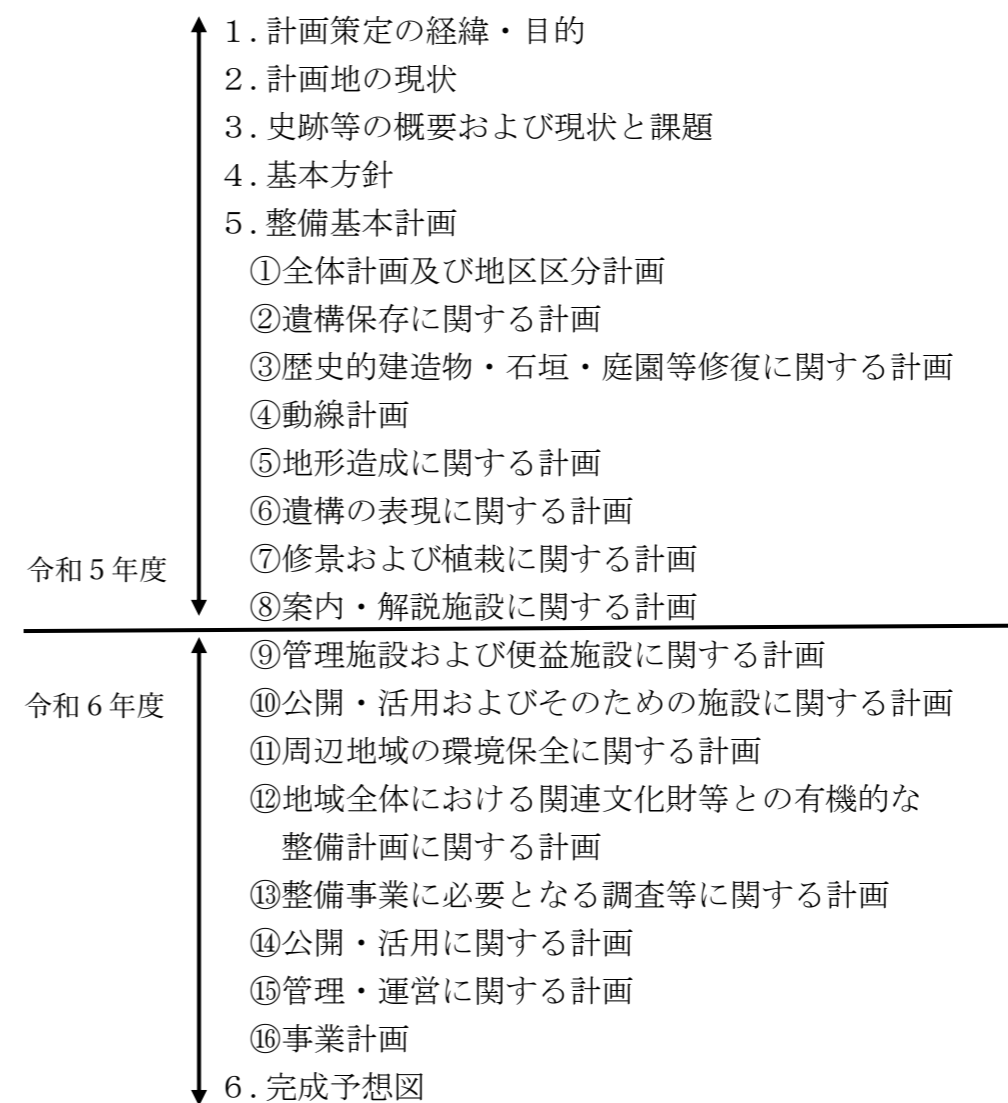 １．計画策定の経緯・目的
２．計画地の現状
３．史跡等の概要および現状と課題
４．基本方針
５．整備基本計画
①全体計画及び地区区分計画
②遺構保存に関する計画
③歴史的建造物・石垣・庭園等修復に関する計画
④動線計画
⑤地形造成に関する計画
⑥遺構の表現に関する計画
⑦修景および植栽に関する計画
令和５年度
⑧案内・解説施設に関する計画
⑨管理施設および便益施設に関する計画
令和６年度
⑩公開・活用およびそのための施設に関する計画
⑪周辺地域の環境保全に関する計画
⑫地域全体における関連文化財等との有機的な
整備計画に関する計画
⑬整備事業に必要となる調査等に関する計画
⑭公開・活用に関する計画
⑮管理・運営に関する計画
⑯事業計画
６．完成予想図